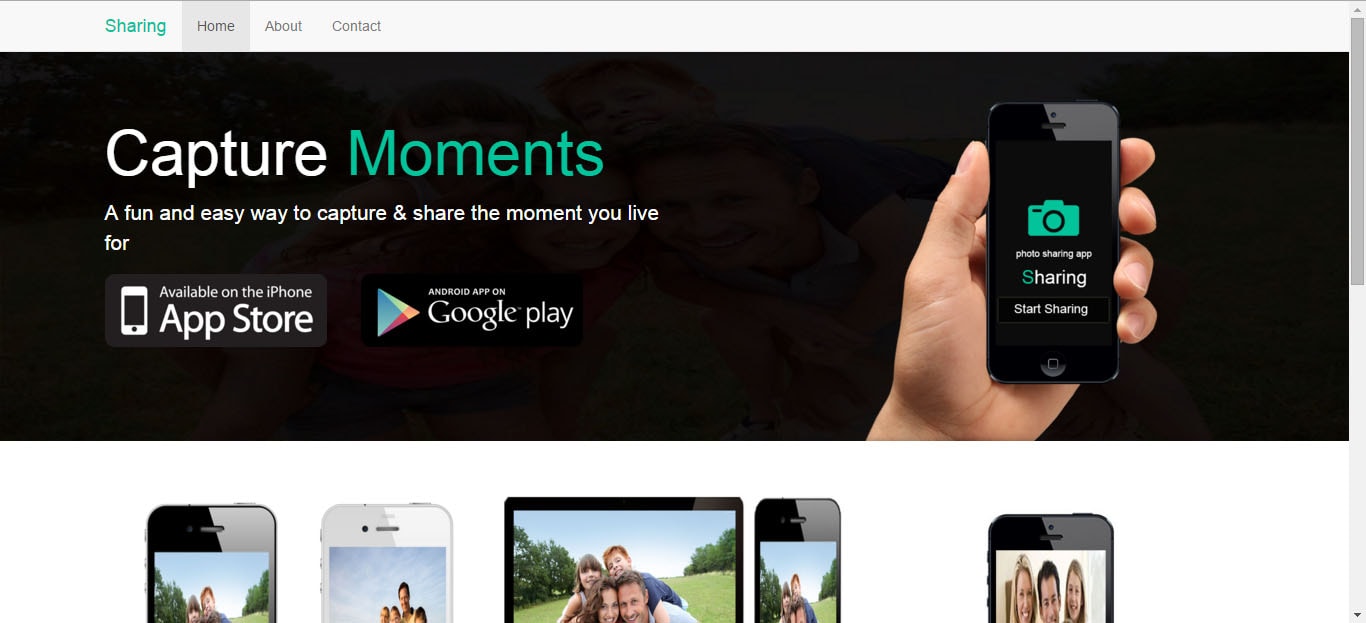 Sharing
Home
About
Contact
Capture Moments
A fun and easy way to capture & share the moment you live
for
Available on the iPhone
App Store
ANDROID APP ON
Google play
photo sharing app
Sharing
Start Sharing